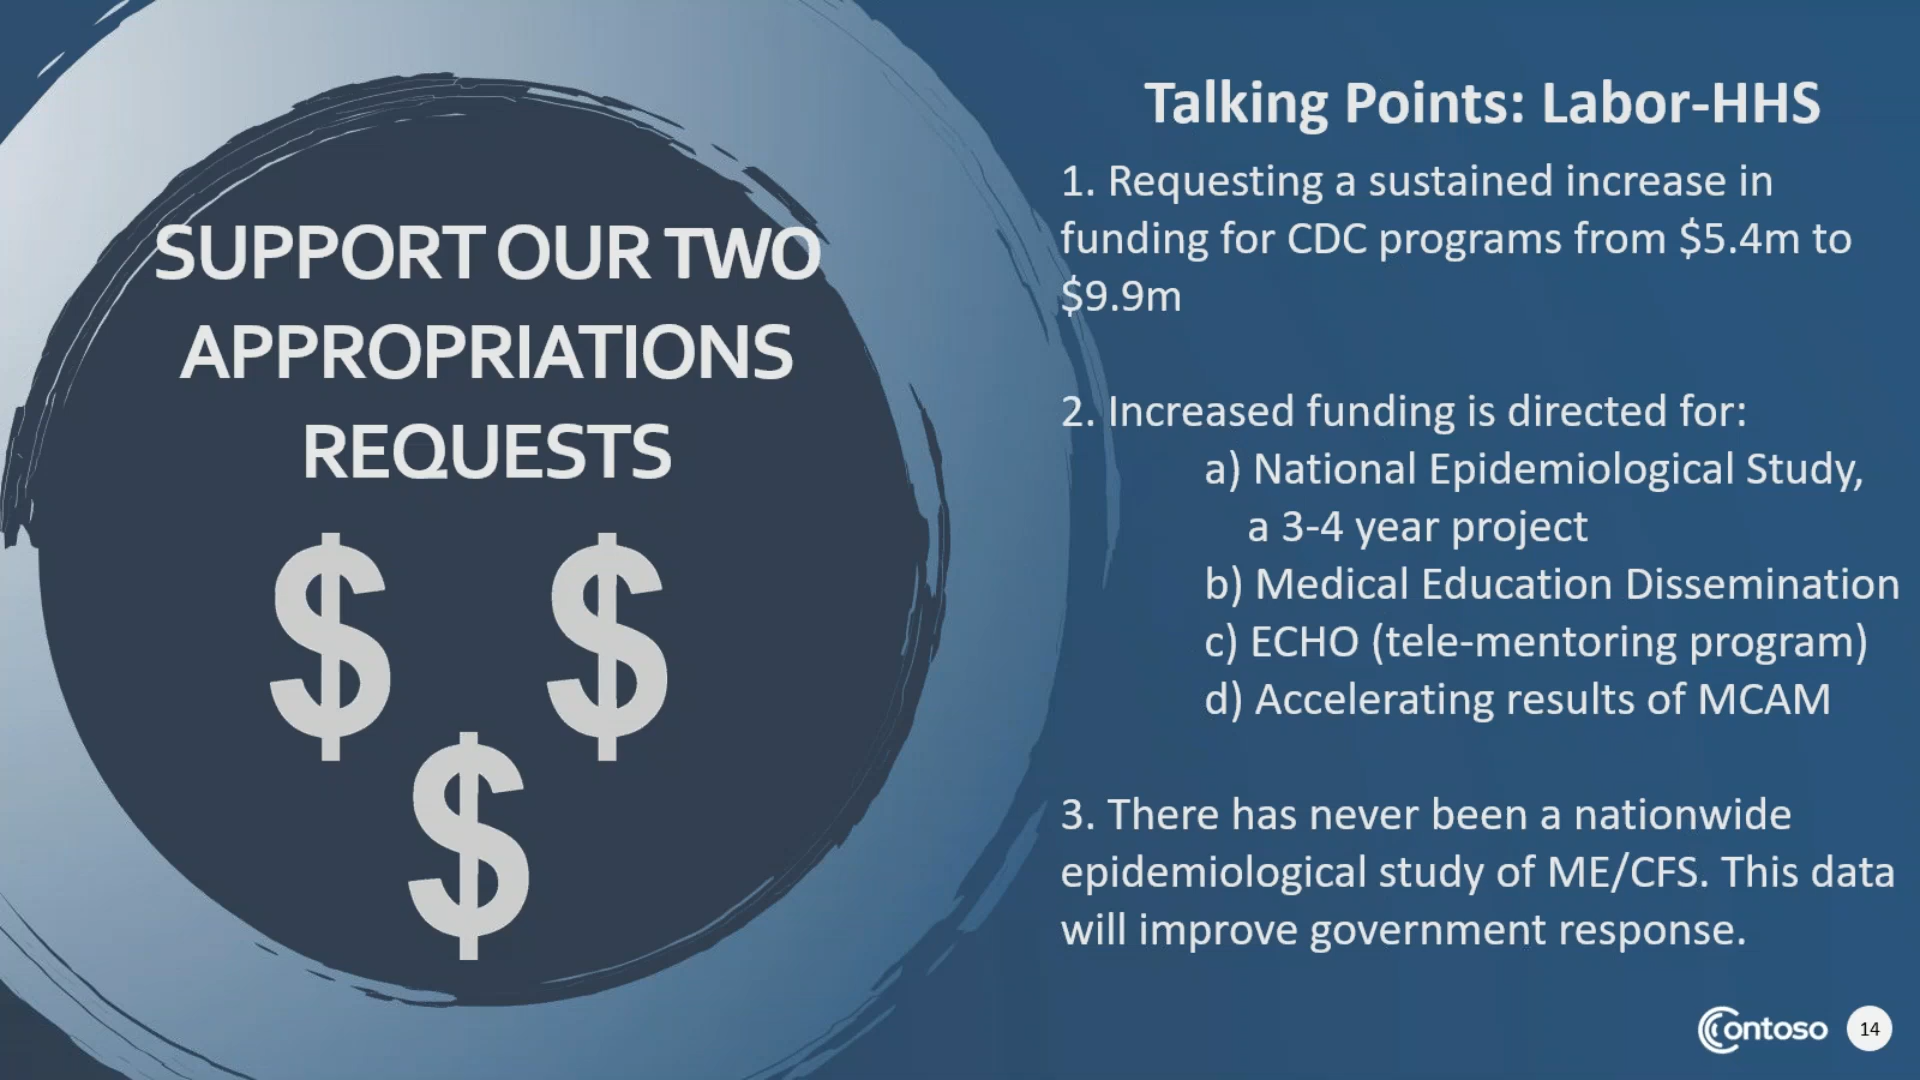 SUPPORT OUR TWO
APPROPRIATIONS
REQUESTS
$ $
$
Talking Points: Labor-HHS
1. Requesting a sustained increase in
funding for CDC programs from $5.4m to
$9.9m
2. Increased funding is directed for:
a) National Epidemiological Study,
a 3-4 year project
b) Medical Education Dissemination
c) ECHO (tele-mentoring program)
d) Accelerating results of MCAM
3. There has never been a nationwide
epidemiological study of ME/CFS. This data
will improve government response.
Contoso
14